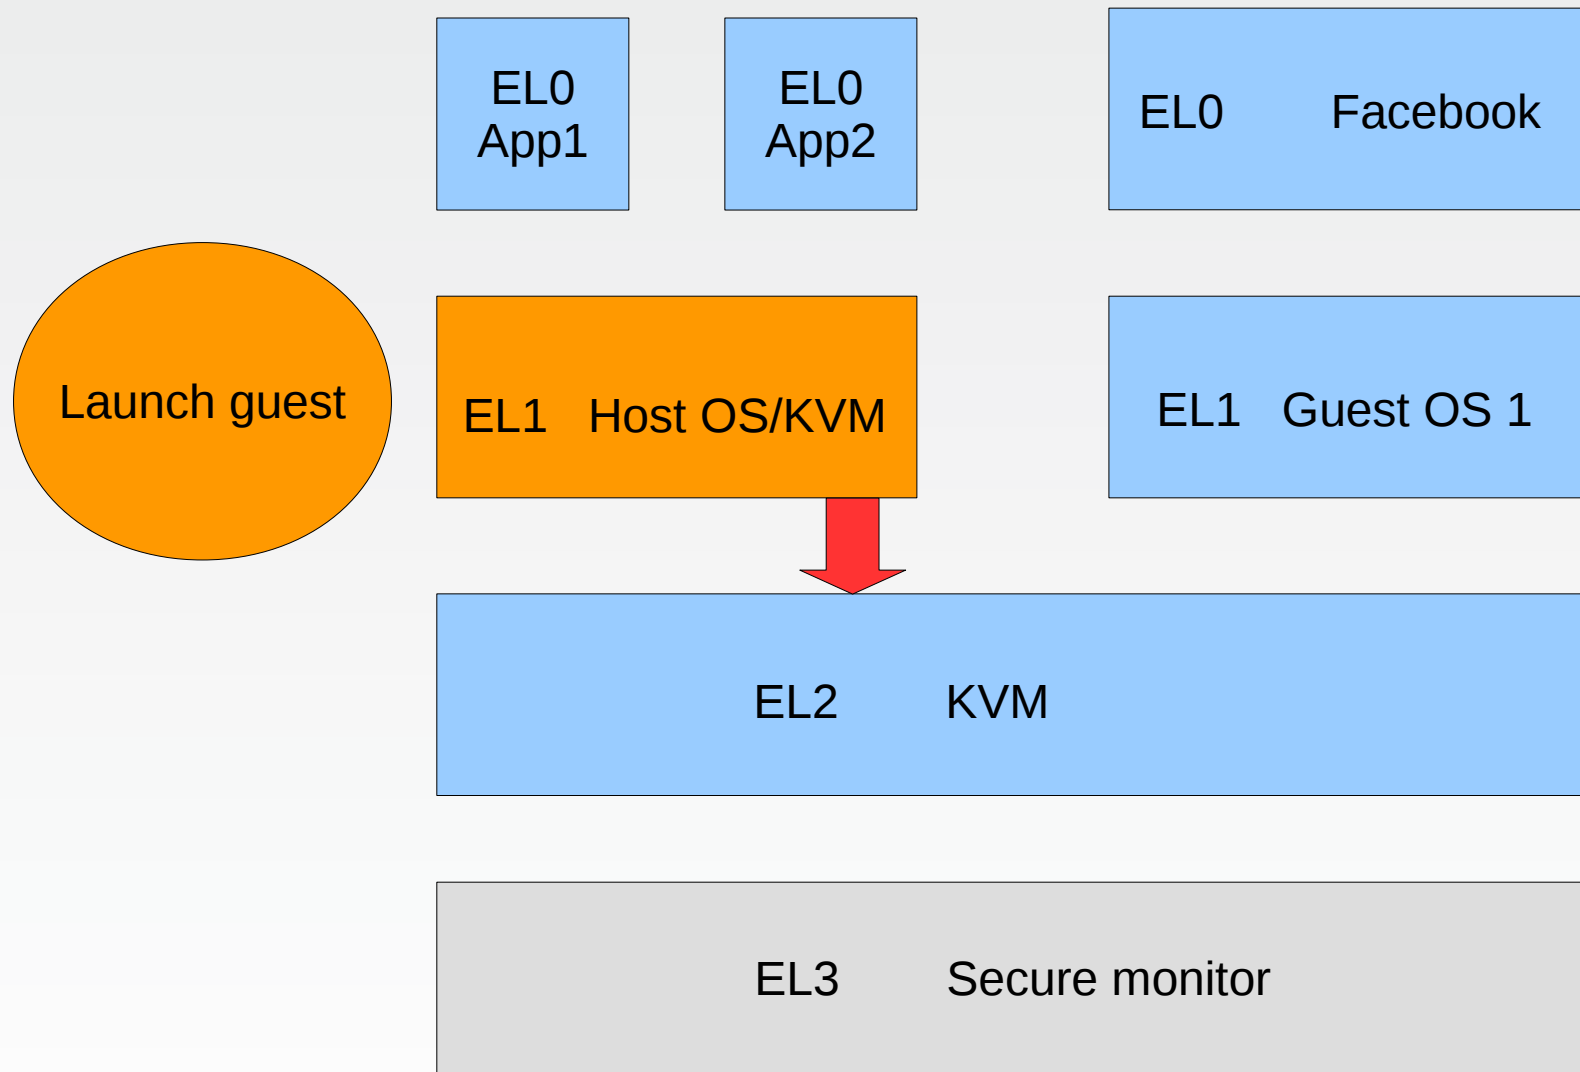 EL0
App1
EL0
App2
EL0 Facebook
Launch guest
EL1 Host OS/KVM
EL1 Guest OS 1
EL2 KVM
EL3 Secure monitor